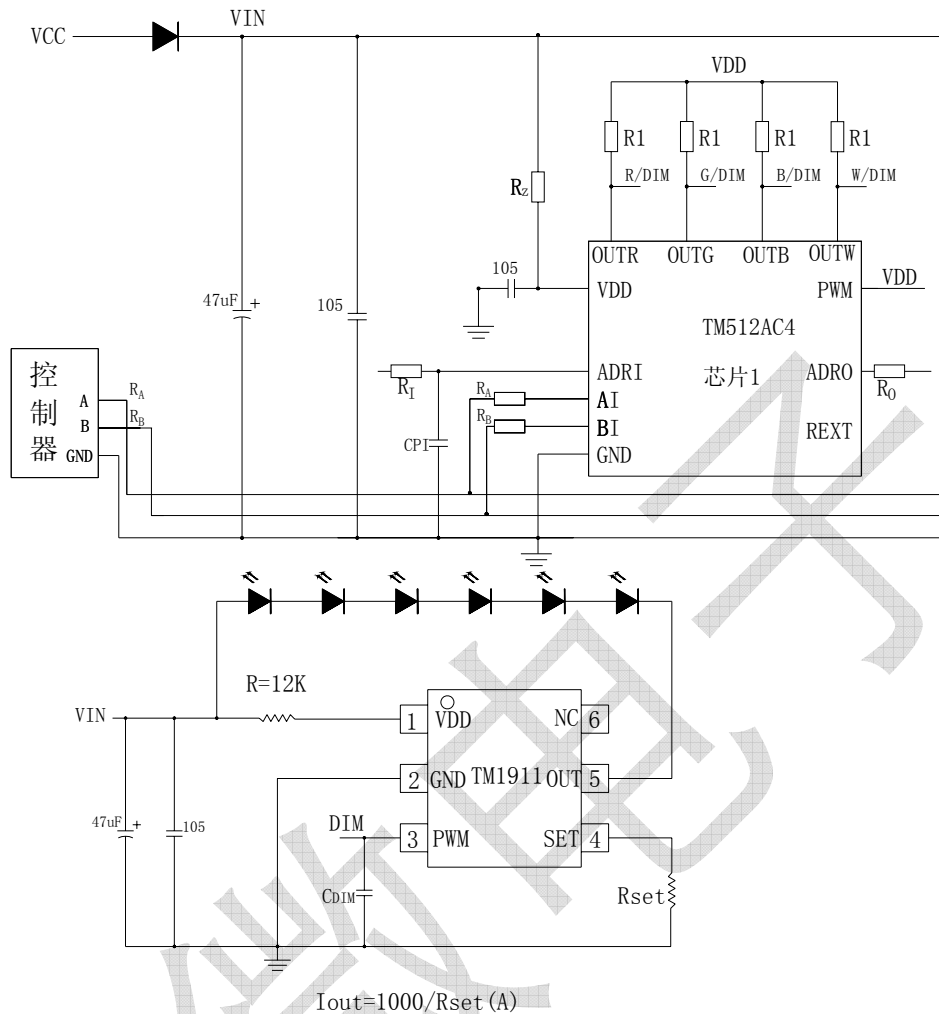 VIN
VCC
VDD
R1 R1 R1 R1
R/DIM G/DIM B/DIM W/DIM
Rz
OUTR OUTG OUTB OUTW
105
VDD PWM VDD
47uF +
105
TM512AC4
控制器
A
B
GND
RA
RB
RI
ADRI
芯片1
ADRO
RO
RA
AI
RB
BI
REXT
CPI
GND
R=12K
VIN
1 VDD NC 6
2 GND TM1911 OUT 5
47uF +
105
DIM
3 PWM SET 4
CDIM
Rset
Iout=1000/Rset(A)
微电子